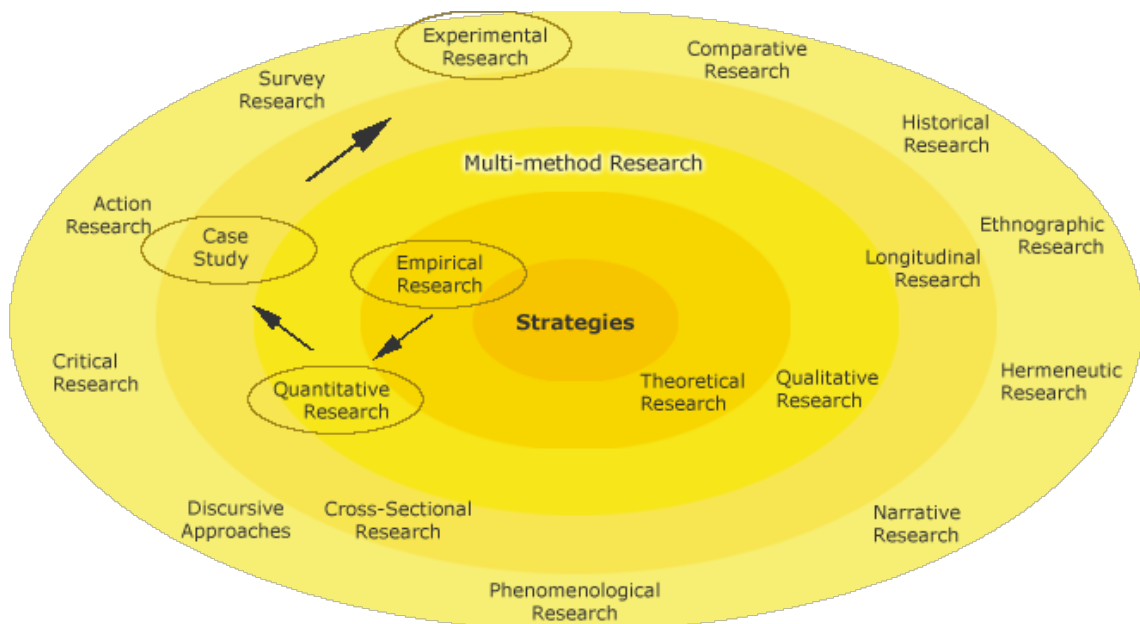 Experimental
Research
Comparative
Research
Survey
Research
Historical
Research
Multi-method Research
Action
Research
Case
Study
Empirical
Research
Ethnographic
Research
Longitudinal
Research
Strategies
Critical
Research
Quantitative
Research
Theoretical
Research
Qualitative
Research
Hermeneutic
Research
Discursive
Approaches
Cross-Sectional
Research
Narrative
Research
Phenomenological
Research